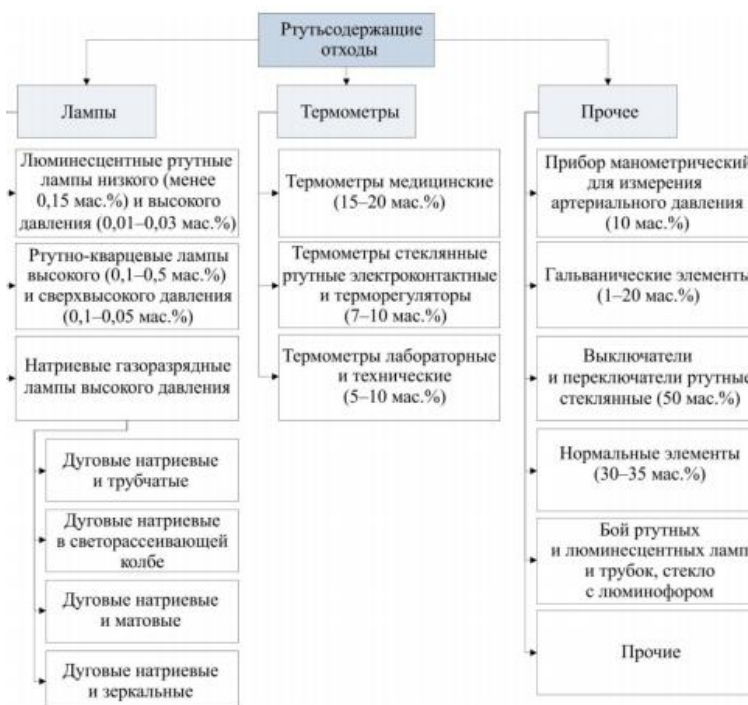 Ртутьсодержащие
отходы
Лампы
Люминесцентные ртутные
лампы низкого (менее
0,15 мас.%) и высокого
давления (0,01–0,03 мас.%)
Ртутно-кварцевые лампы
высокого (0,1–0,5 мас.%)
и сверхвысокого давления
(0,1–0,05 мас.%)
Натриевые газоразрядные
лампы высокого давления
Дуговые натриевые
и трубчатые
Дуговые натриевые
в светорассеивающей
колбе
Дуговые натриевые
и матовые
Дуговые натриевые
и зеркальные
Термометры
Термометры медицинские
(15–20 мас.%)
Термометры стеклянные
ртутные электроконтактные
и терморегуляторы
(7–10 мас.%)
Термометры лабораторные
и технические
(5–10 мас.%)
Прочее
Прибор манометрический
для измерения
артериального давления
(10 мас.%)
Гальванические элементы
(1–20 мас.%)
Выключатели
и переключатели ртутные
стеклянные (50 мас.%)
Нормальные элементы
(30–35 мас.%)
Бой ртутных
и люминесцентных ламп
и трубок, стекло
с люминофором
Прочие